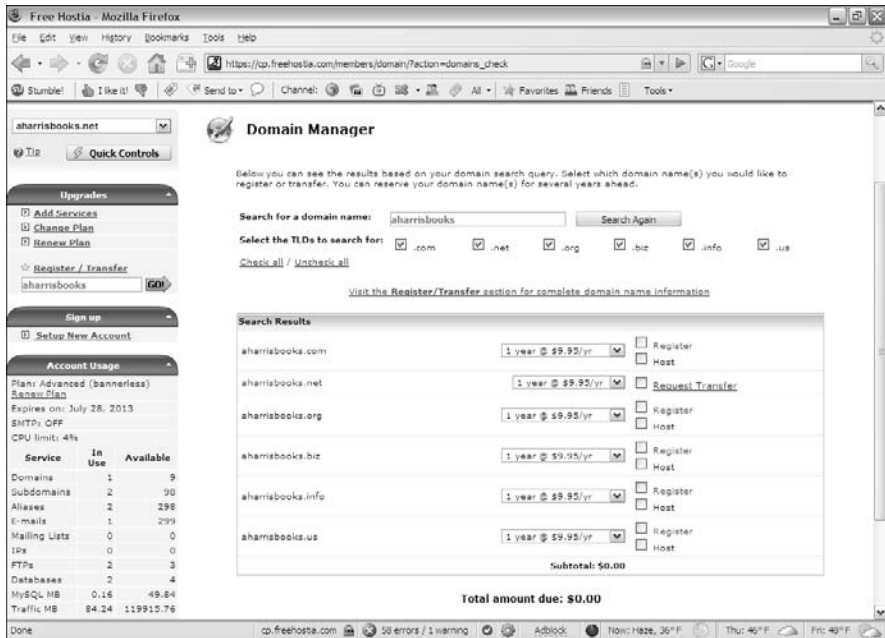 Free Hostia - Mozilla Firefox
File Edit View History Bookmarks Tools Help
https://cp.freehostia.com/members/domain/?action=domains_check
Google
Stumble! I like it! Send to Channel: All Favorites Friends Tools
aharrisbooks.net
Tip Quick Controls
Upgrades
Add Services
Change Plan
Renew Plan
Register / Transfer
aharrisbooks GO!
Sign up
Setup New Account
Account Usage
Plan: Advanced (bannerless)
Renew Plan
Expires on: July 28, 2013
SMTP: OFF
CPU limit: 4%
Service In Use Available
Domains 1 9
Subdomains 2 98
Aliases 2 298
E-mails 1 299
Mailing Lists 0 0
IPs 0 0
FTPs 2 3
Databases 2 4
MySQL MB 0.16 49.84
Traffic MB 84.24 119915.76
Domain Manager
Below you can see the results based on your domain search query. Select which domain name(s) you would like to
register or transfer. You can reserve your domain name(s) for several years ahead.
Search for a domain name: aharrisbooks Search Again
Select the TLDs to search for: .com .net .org .biz .info .us
Check all / Uncheck all
Visit the Register/Transfer section for complete domain name information
Search Results
aharrisbooks.com 1 year @ $9.95/yr Register
Host
aharrisbooks.net 1 year @ $9.95/yr Request Transfer
aharrisbooks.org 1 year @ $9.95/yr Register
Host
aharrisbooks.biz 1 year @ $9.95/yr Register
Host
aharrisbooks.info 1 year @ $9.95/yr Register
Host
aharrisbooks.us 1 year @ $9.95/yr Register
Host
Subtotal: $0.00
Total amount due: $0.00
Done cp.freehostia.com 58 errors / 1 warning Adblock Now: Haze, 36°F Thu: 46°F Fri: 48°F